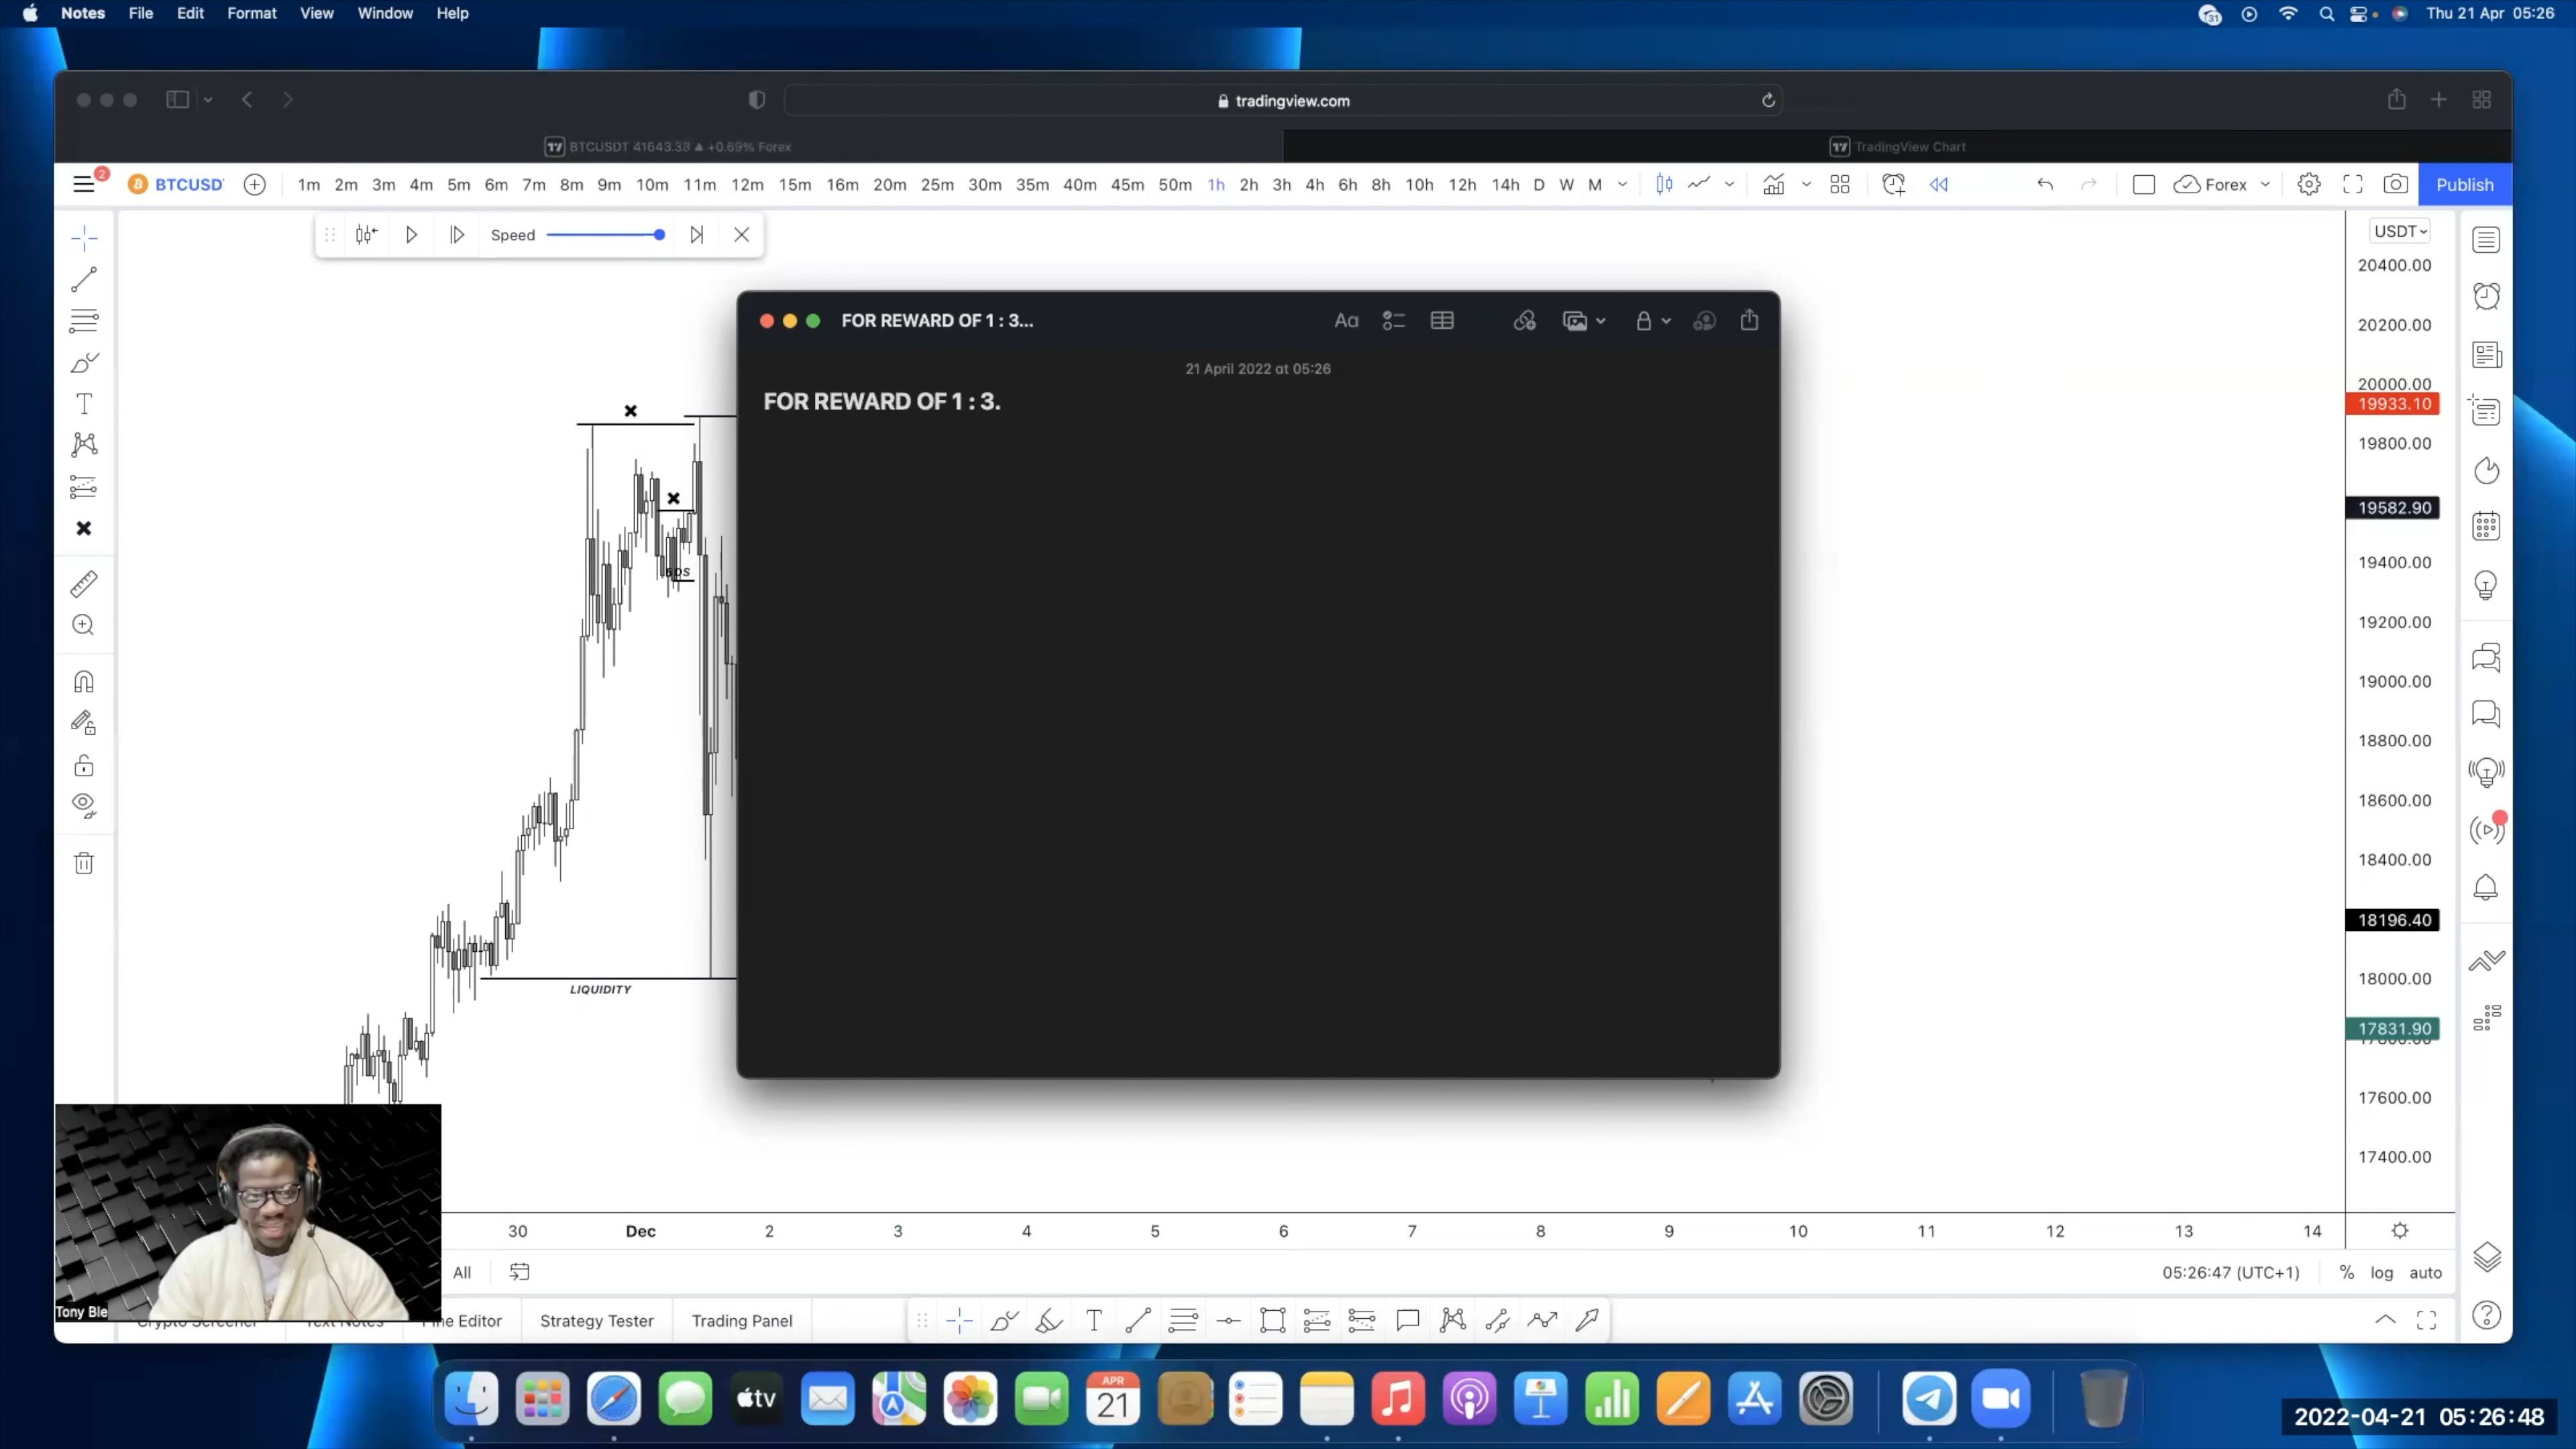 Notes File Edit Format View Window Help
31
Thu 21 Apr 05:26
tradingview.com
BTCUSDT 41643.38 ▲ +0.69% Forex
TradingView Chart
2
BTCUSD
1m 2m 3m 4m 5m 6m 7m 8m 9m 10m 11m 12m 15m 16m 20m 25m 30m 35m 40m 45m 50m 1h 2h 3h 4h 6h 8h 10h 12h 14h D W M
Forex
Publish
Speed
USDT
20400.00
20200.00
20000.00
19933.10
19800.00
19582.90
19400.00
19200.00
19000.00
18800.00
18600.00
18400.00
18196.40
18000.00
17831.90
17600.00
17400.00
FOR REWARD OF 1 : 3...
Aa
21 April 2022 at 05:26
FOR REWARD OF 1 : 3.
LIQUIDITY
30 Dec 2 3 4 5 6 7 8 9 10 11 12 13 14
All
05:26:47 (UTC+1) % log auto
Tony Ble
Strategy Tester
Trading Panel
tv
APR
21
2022-04-21 05:26:48